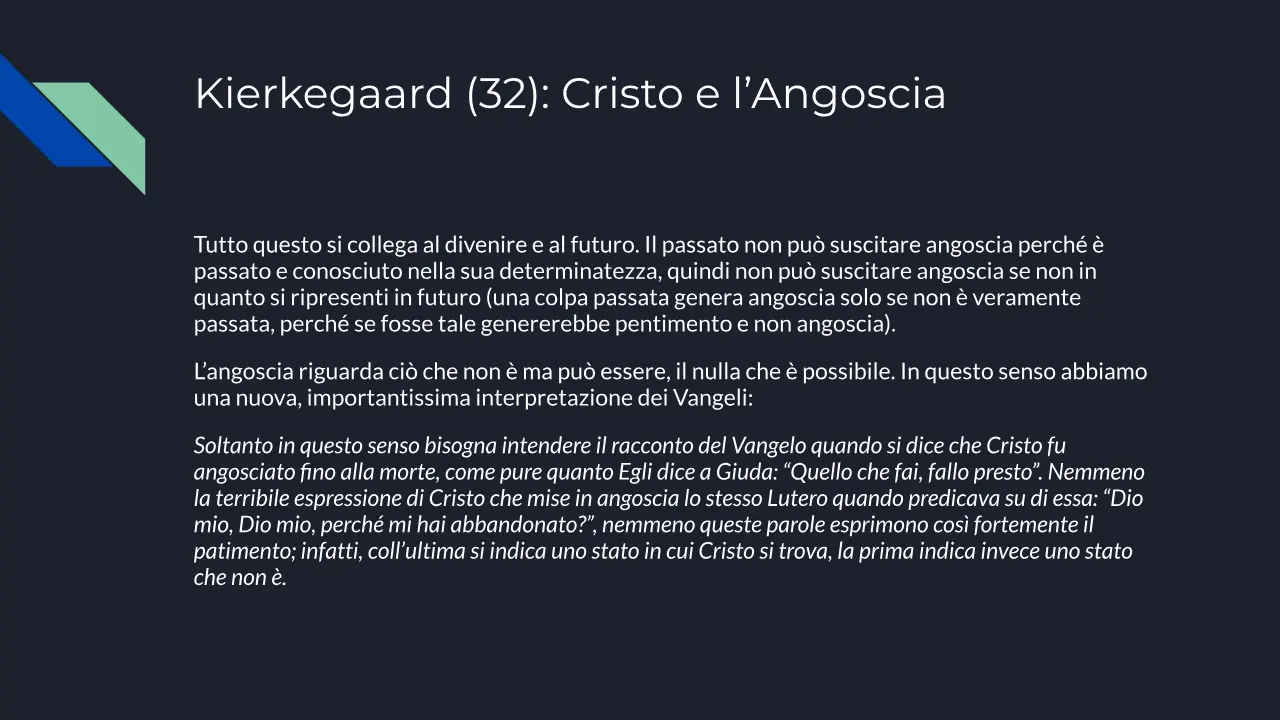 Kierkegaard (32): Cristo e l’Angoscia
Tutto questo si collega al divenire e al futuro. Il passato non può suscitare angoscia perché è
passato e conosciuto nella sua determinatezza, quindi non può suscitare angoscia se non in
quanto si ripresenti in futuro (una colpa passata genera angoscia solo se non è veramente
passata, perché se fosse tale genererebbe pentimento e non angoscia).
L’angoscia riguarda ciò che non è ma può essere, il nulla che è possibile. In questo senso abbiamo
una nuova, importantissima interpretazione dei Vangeli:
Soltanto in questo senso bisogna intendere il racconto del Vangelo quando si dice che Cristo fu
angosciato fino alla morte, come pure quanto Egli dice a Giuda: “Quello che fai, fallo presto”. Nemmeno
la terribile espressione di Cristo che mise in angoscia lo stesso Lutero quando predicava su di essa: “Dio
mio, Dio mio, perché mi hai abbandonato?”, nemmeno queste parole esprimono così fortemente il
patimento; infatti, coll’ultima si indica uno stato in cui Cristo si trova, la prima indica invece uno stato
che non è.